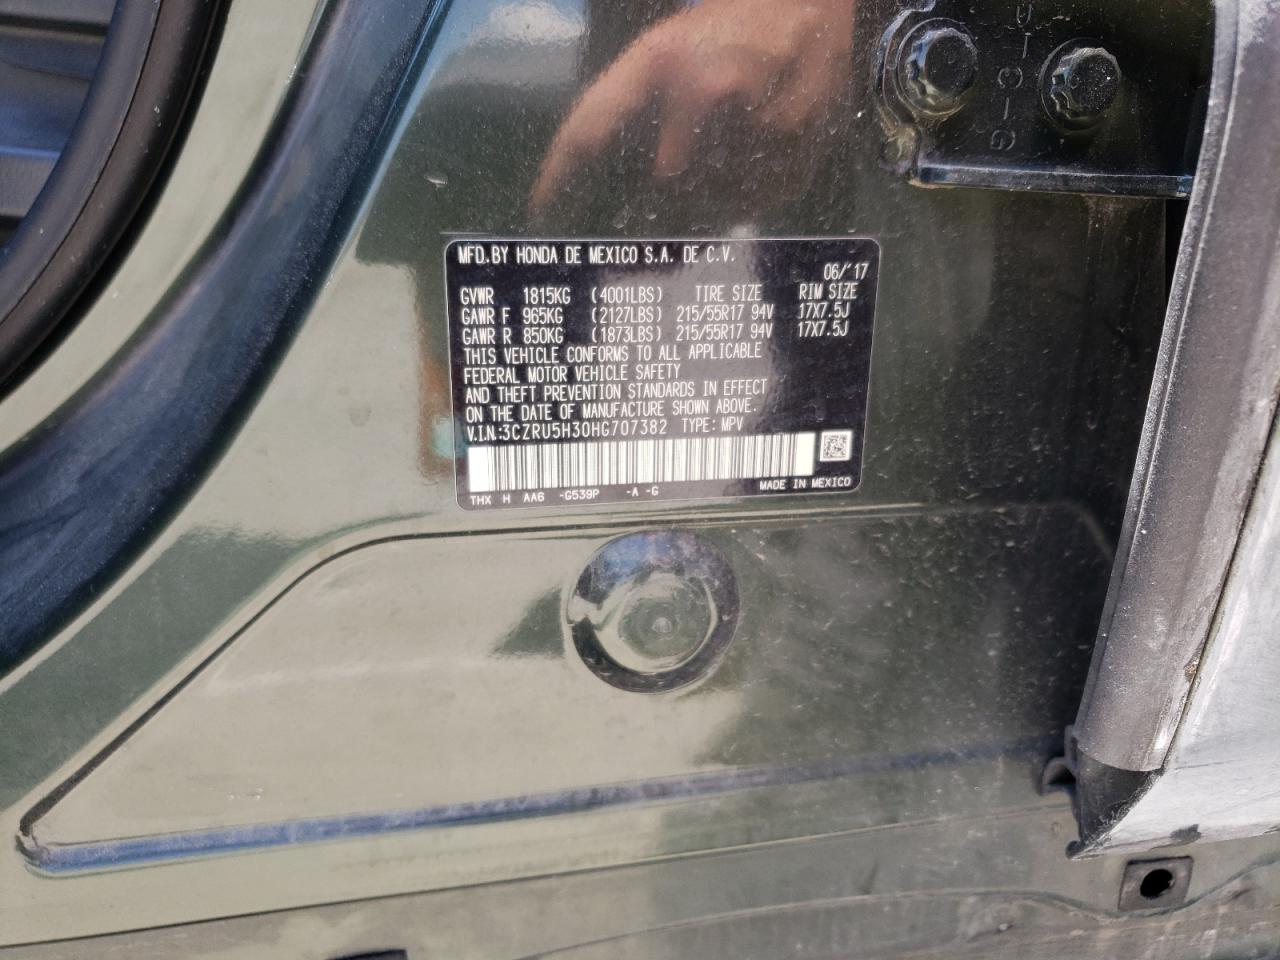 G-I3-IC
MFD.BY HONDA DE MEXICO S.A. DE C.V.
06/'17
GVWR 1815KG (4001LBS) TIRE SIZE RIM SIZE
GAWR F 965KG (2127LBS) 215/55R17 94V 17X7.5J
GAWR R 850KG (1873LBS) 215/55R17 94V 17X7.5J
THIS VEHICLE CONFORMS TO ALL APPLICABLE
FEDERAL MOTOR VEHICLE SAFETY
AND THEFT PREVENTION STANDARDS IN EFFECT
ON THE DATE OF MANUFACTURE SHOWN ABOVE.
V.I.N:3CZRU5H30HG707382 TYPE: MPV
THX H AA6 -G539P -A -G MADE IN MEXICO